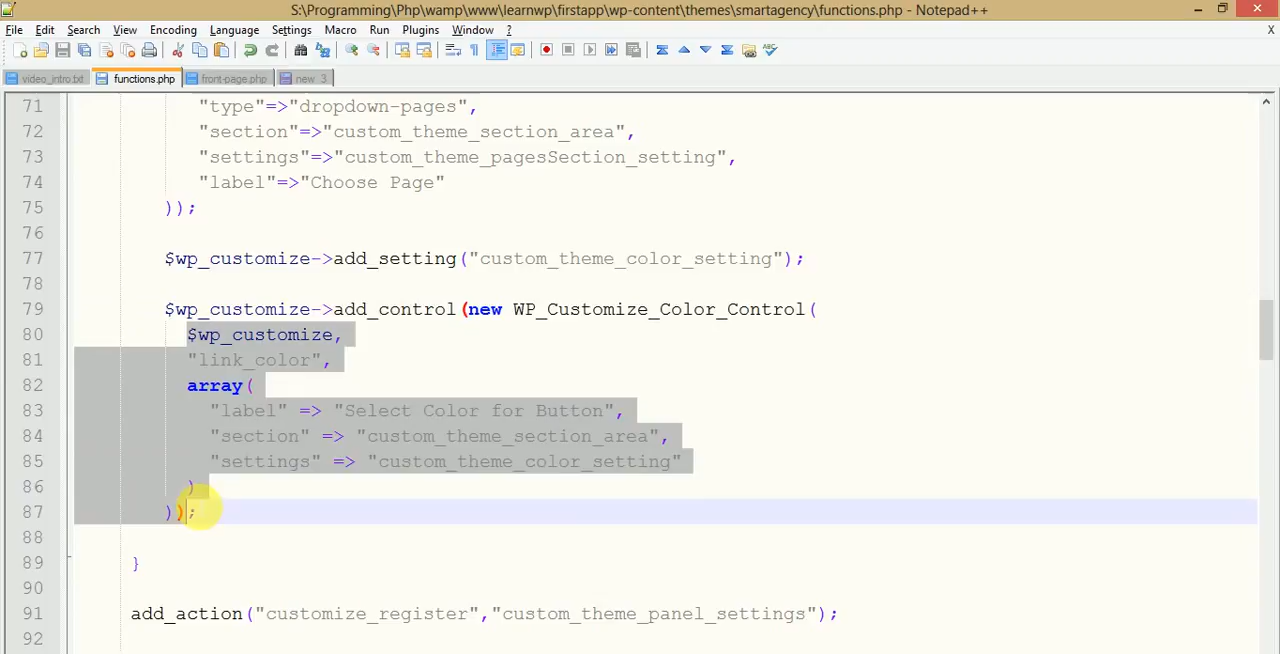 S:\Programming\Php\wamp\www\learnwp\firstapp\wp-content\themes\smartagency\functions.php - Notepad++
File Edit Search View Encoding Language Settings Macro Run Plugins Window ? X
video_intro.txt functions.php front-page.php new 3
71 "type"=>"dropdown-pages",
72 "section"=>"custom_theme_section_area",
73 "settings"=>"custom_theme_pagesSection_setting",
74 "label"=>"Choose Page"
75 ));
76
77 $wp_customize->add_setting("custom_theme_color_setting");
78
79 $wp_customize->add_control(new WP_Customize_Color_Control(
80 $wp_customize,
81 "link_color",
82 array(
83 "label" => "Select Color for Button",
84 "section" => "custom_theme_section_area",
85 "settings" => "custom_theme_color_setting"
86 )
87 ));
88
89 }
90
91 add_action("customize_register","custom_theme_panel_settings");
92